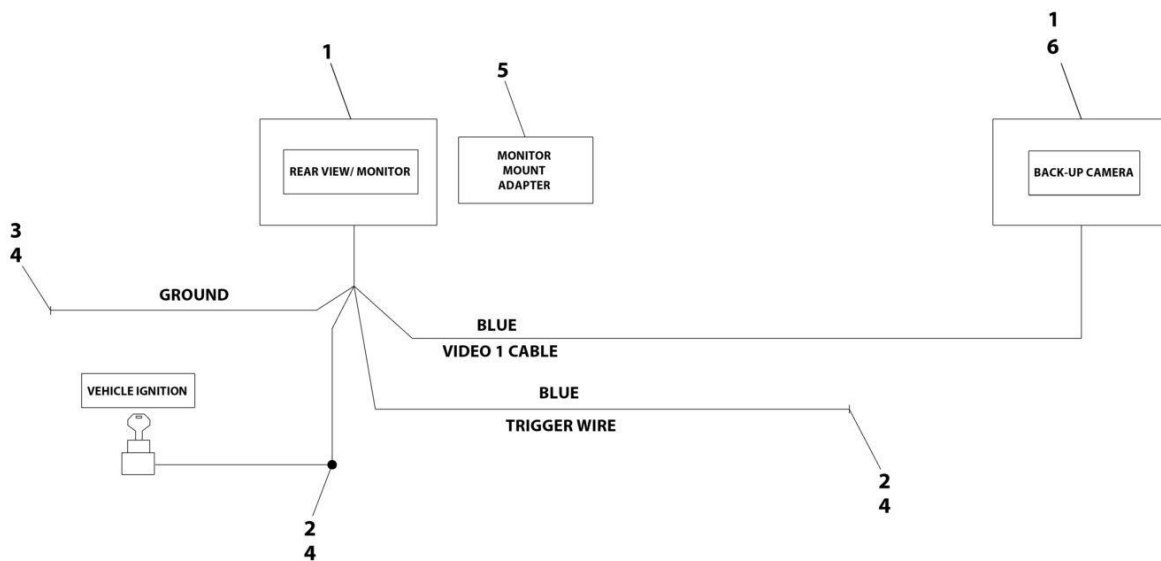 1
5
1
6
REAR VIEW/ MONITOR
MONITOR
MOUNT
ADAPTER
BACK-UP CAMERA
3
4
GROUND
BLUE
VIDEO 1 CABLE
VEHICLE IGNITION
BLUE
TRIGGER WIRE
2
4
2
4